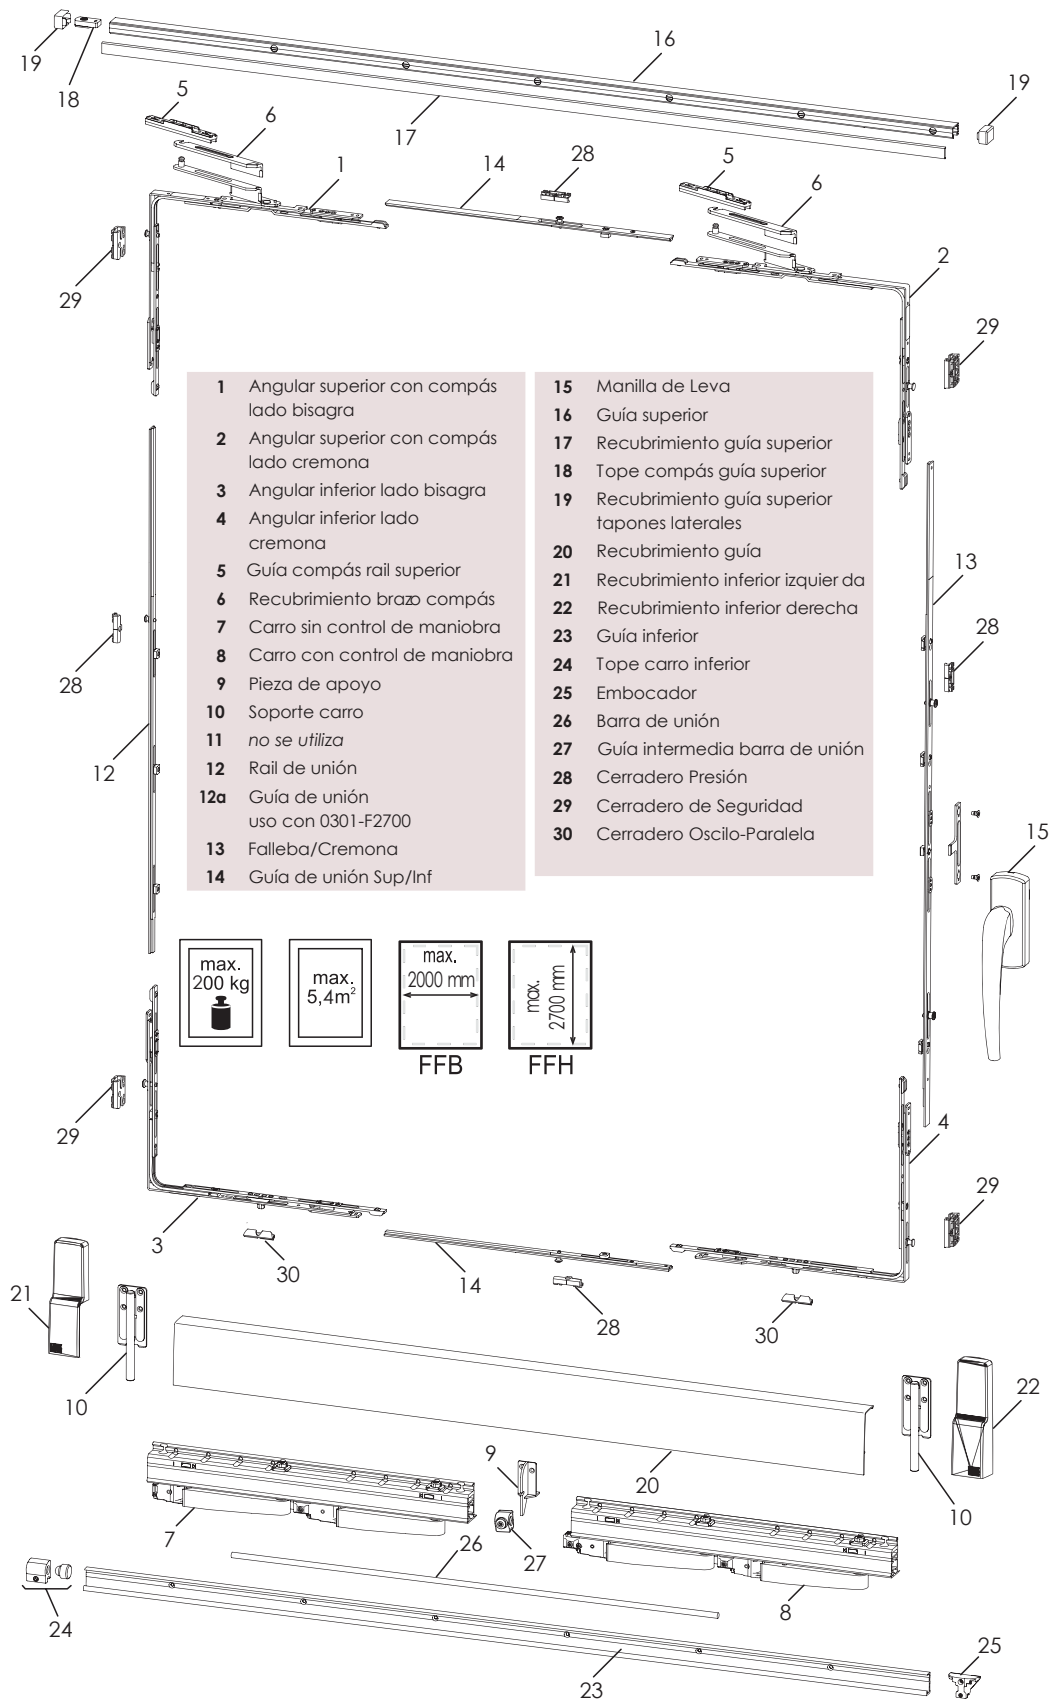 19
18
16
17
19
5
6
1
14
28
5
6
2
29
29
1 Angular superior con compás
lado bisagra
2 Angular superior con compás
lado cremona
3 Angular inferior lado bisagra
4 Angular inferior lado
cremona
5 Guía compás rail superior
6 Recubrimiento brazo compás
7 Carro sin control de maniobra
8 Carro con control de maniobra
9 Pieza de apoyo
10 Soporte carro
11 no se utiliza
12 Rail de unión
12a Guía de unión
uso con 0301-F2700
13 Falleba/Cremona
14 Guía de unión Sup/Inf
15 Manilla de Leva
16 Guía superior
17 Recubrimiento guía superior
18 Tope compás guía superior
19 Recubrimiento guía superior
tapones laterales
20 Recubrimiento guía
21 Recubrimiento inferior izquier da
22 Recubrimiento inferior derecha
23 Guía inferior
24 Tope carro inferior
25 Embocador
26 Barra de unión
27 Guía intermedia barra de unión
28 Cerradero Presión
29 Cerradero de Seguridad
30 Cerradero Oscilo-Paralela
28
12
13
28
15
max.
200 kg
max.
5,4m²
max.
2000 mm
FFB
max.
2700 mm
FFH
29
4
3
30
14
28
30
29
21
10
20
10
22
7
9
26
27
8
24
23
25